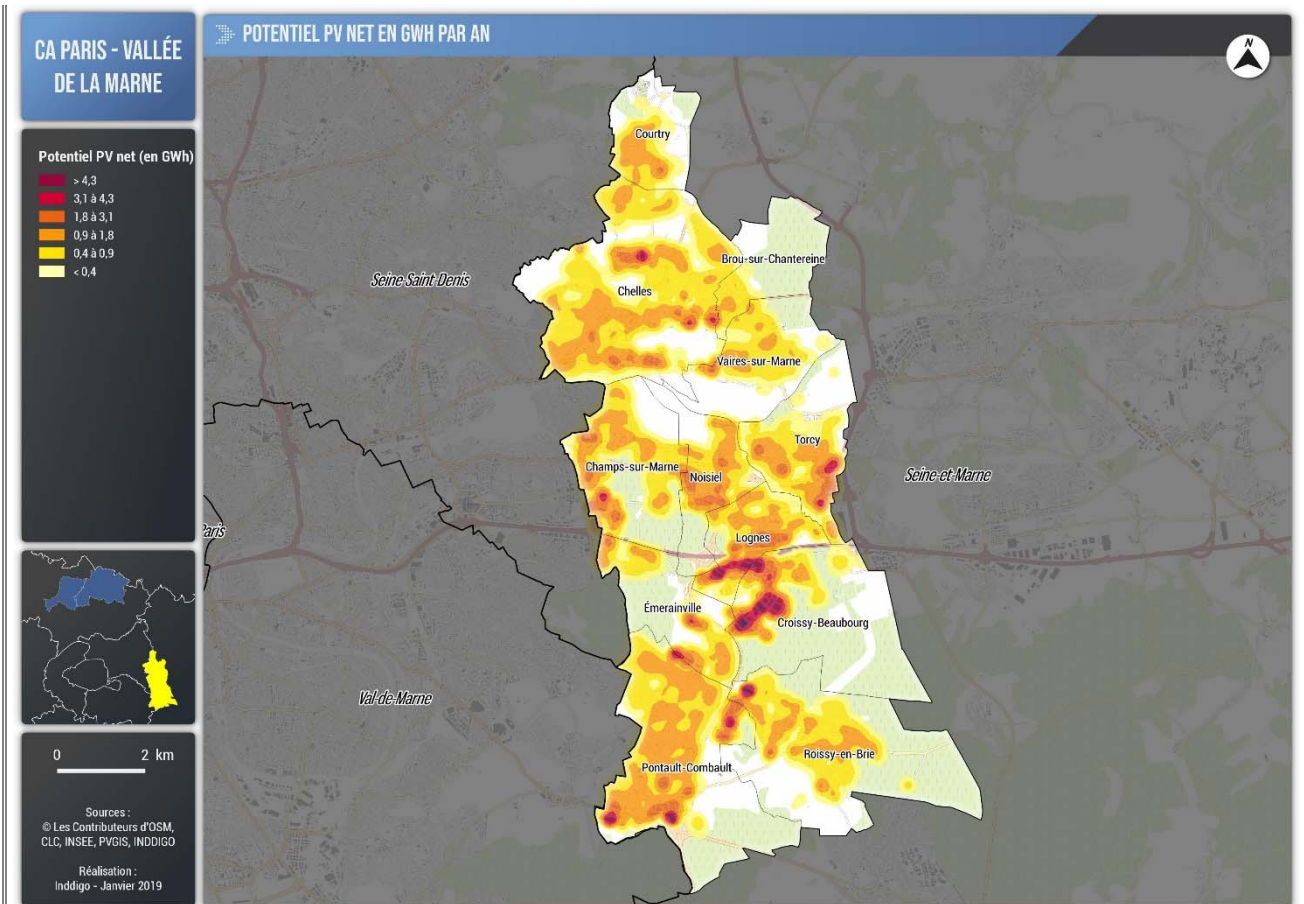 CA PARIS - VALLÉE
DE LA MARNE
POTENTIEL PV NET EN GWH PAR AN
N
Potentiel PV net (en GWh)
> 4,3
3,1 à 4,3
1,8 à 3,1
0,9 à 1,8
0,4 à 0,9
< 0,4
Courtry
Brou-sur-Chantereine
Seine Saint Denis
Chelles
Vaires-sur-Marne
Torcy
Champs-sur-Marne
Noisiel
Seine-et-Marne
Paris
Lognes
Émerainville
Croissy-Beaubourg
Val-de-Marne
Roissy-en-Brie
Pontault-Combault
0 2 km
Sources :
© Les Contributeurs d'OSM,
CLC, INSEE, PVGIS, INDDIGO
Réalisation :
Inddigo - Janvier 2019